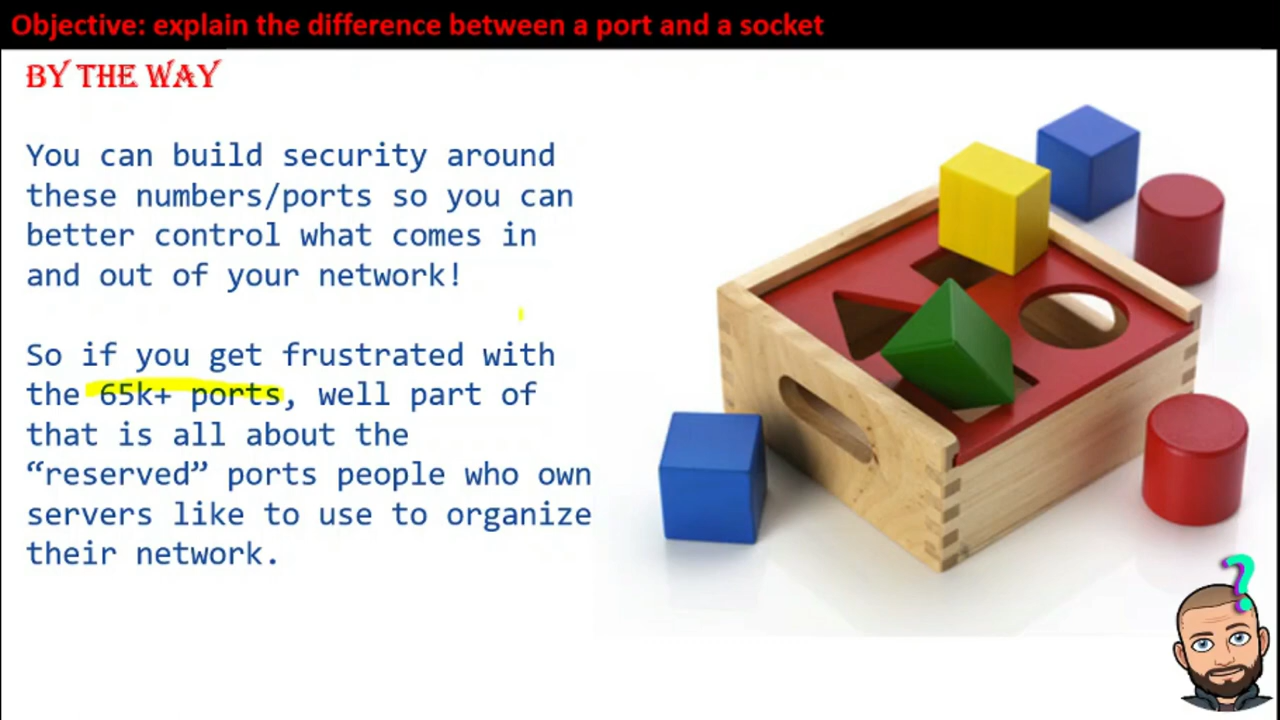 Objective: explain the difference between a port and a socket
BY THE WAY
You can build security around
these numbers/ports so you can
better control what comes in
and out of your network!
So if you get frustrated with
the 65k+ ports, well part of
that is all about the
“reserved” ports people who own
servers like to use to organize
their network.
?